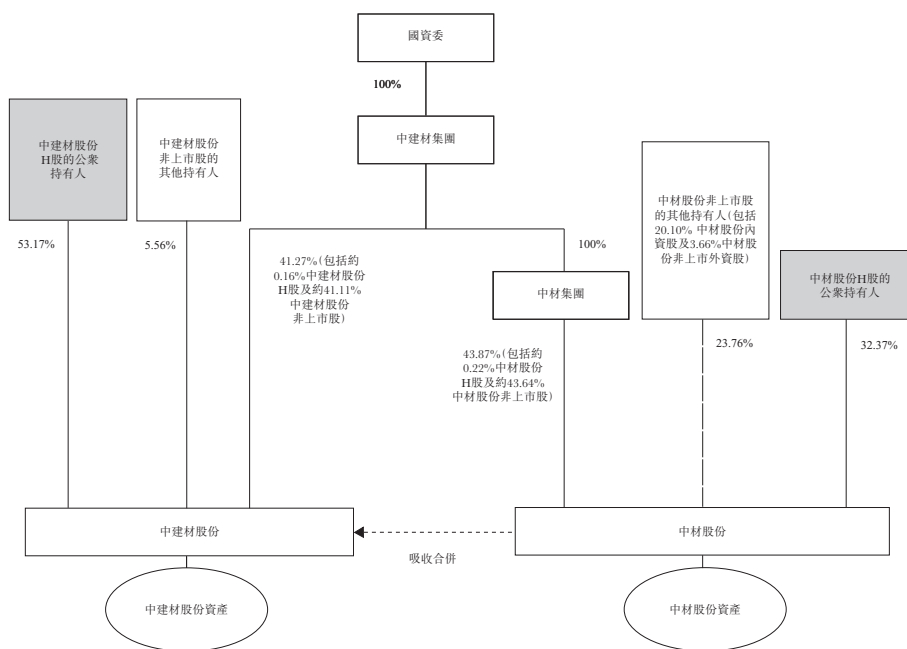 國資委
100%
中建材集團
中建材股份
H股的公衆
持有人
中建材股份
非上市股的
其他持有人
53.17%
5.56%
41.27%(包括約
0.16%中建材股份
H股及約41.11%
中建材股份
非上市股)
100%
中材集團
中材股份非上市股
的其他持有人(包括
20.10% 中材股份內
資股及3.66%中材股
份非上市外資股)
中材股份H股的
公衆持有人
43.87%(包括約
0.22%中材股份
H股及約43.64%
中材股份非上市股)
23.76%
32.37%
中建材股份
吸收合併
中材股份
中建材股份資產
中材股份資產